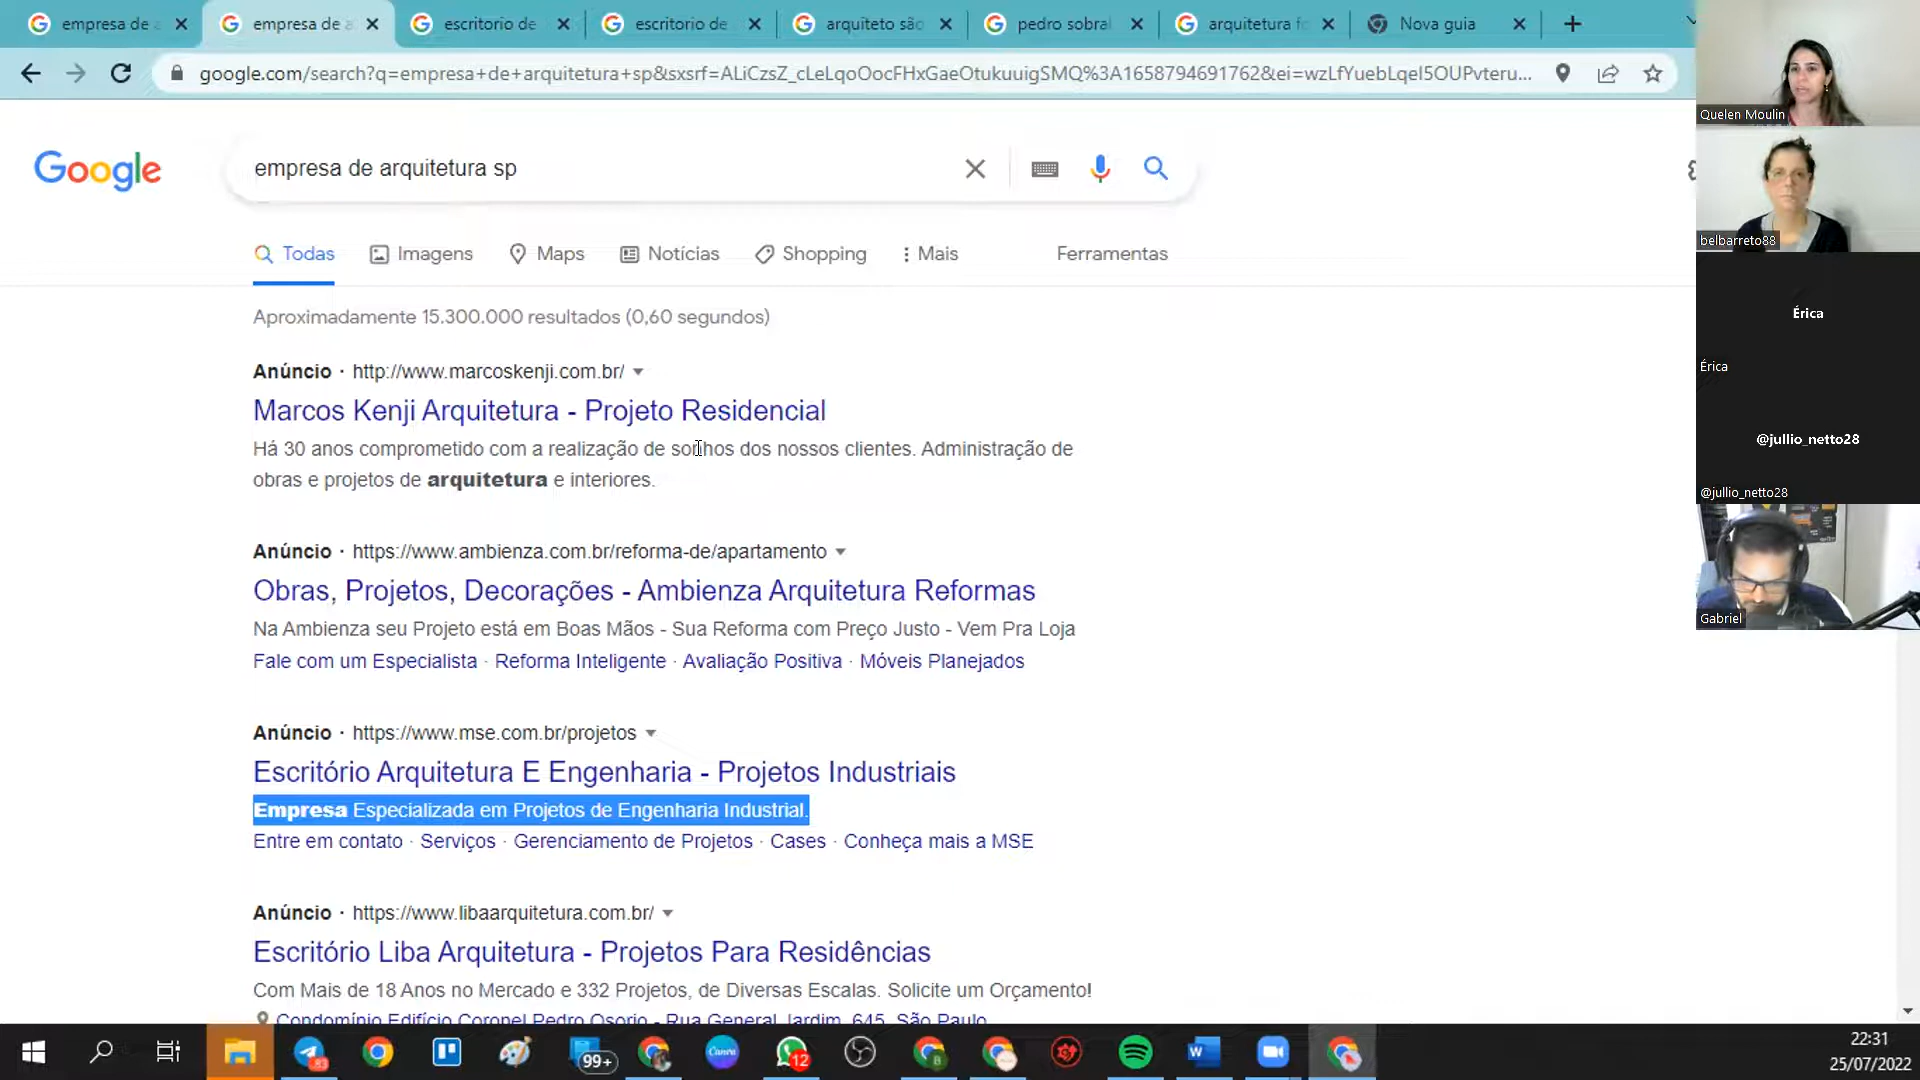 empresa de a
empresa de a
escritorio de
escritorio de
arquiteto são
pedro sobral
arquitetura fo
Nova guia
google.com/search?q=empresa+de+arquitetura+sp&sxsrf=ALiCzsZ_cLeLqoOocFHxGaeOtukuuigSMQ%3A1658794691762&ei=wzLfYuebLqeI5OUPvteru...
Google
empresa de arquitetura sp
Todas
Imagens
Maps
Notícias
Shopping
Mais
Ferramentas
Aproximadamente 15.300.000 resultados (0,60 segundos)
Anúncio · http://www.marcoskenji.com.br/
Marcos Kenji Arquitetura - Projeto Residencial
Há 30 anos comprometido com a realização de sonhos dos nossos clientes. Administração de
obras e projetos de arquitetura e interiores.
Anúncio · https://www.ambienza.com.br/reforma-de/apartamento
Obras, Projetos, Decorações - Ambienza Arquitetura Reformas
Na Ambienza seu Projeto está em Boas Mãos - Sua Reforma com Preço Justo - Vem Pra Loja
Fale com um Especialista · Reforma Inteligente · Avaliação Positiva · Móveis Planejados
Anúncio · https://www.mse.com.br/projetos
Escritório Arquitetura E Engenharia - Projetos Industriais
Empresa Especializada em Projetos de Engenharia Industrial.
Entre em contato · Serviços · Gerenciamento de Projetos · Cases · Conheça mais a MSE
Anúncio · https://www.libaarquitetura.com.br/
Escritório Liba Arquitetura - Projetos Para Residências
Com Mais de 18 Anos no Mercado e 332 Projetos, de Diversas Escalas. Solicite um Orçamento!
Condomínio Edifício Coronel Pedro Osorio - Rua General Jardim, 645, São Paulo
Quelen Moulin
belbarreto88
Érica
Érica
@jullio_netto28
@jullio_netto28
Gabriel
83
99+
Canva
12
B
W
22:31
25/07/2022